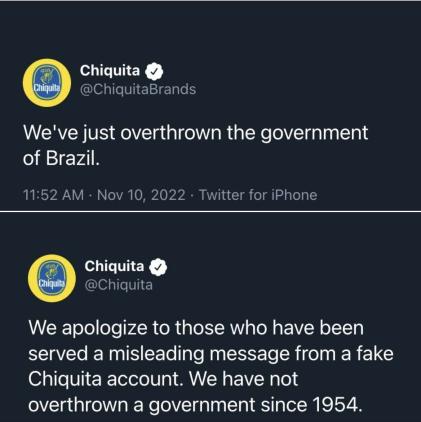 Chiquita
@ChiquitaBrands
We've just overthrown the government
of Brazil.
11:52 AM · Nov 10, 2022 · Twitter for iPhone
Chiquita
Chiquita
@Chiquita
We apologize to those who have been
served a misleading message from a fake
Chiquita account. We have not
overthrown a government since 1954.
Chiquita